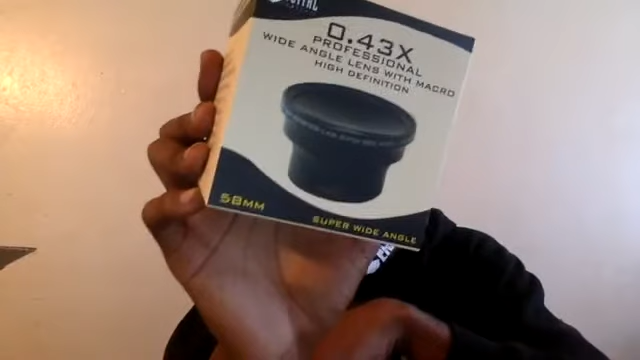 0.43X
PROFESSIONAL
WIDE ANGLE LENS WITH MACRO
HIGH DEFINITION
58MM
SUPER WIDE ANGLE